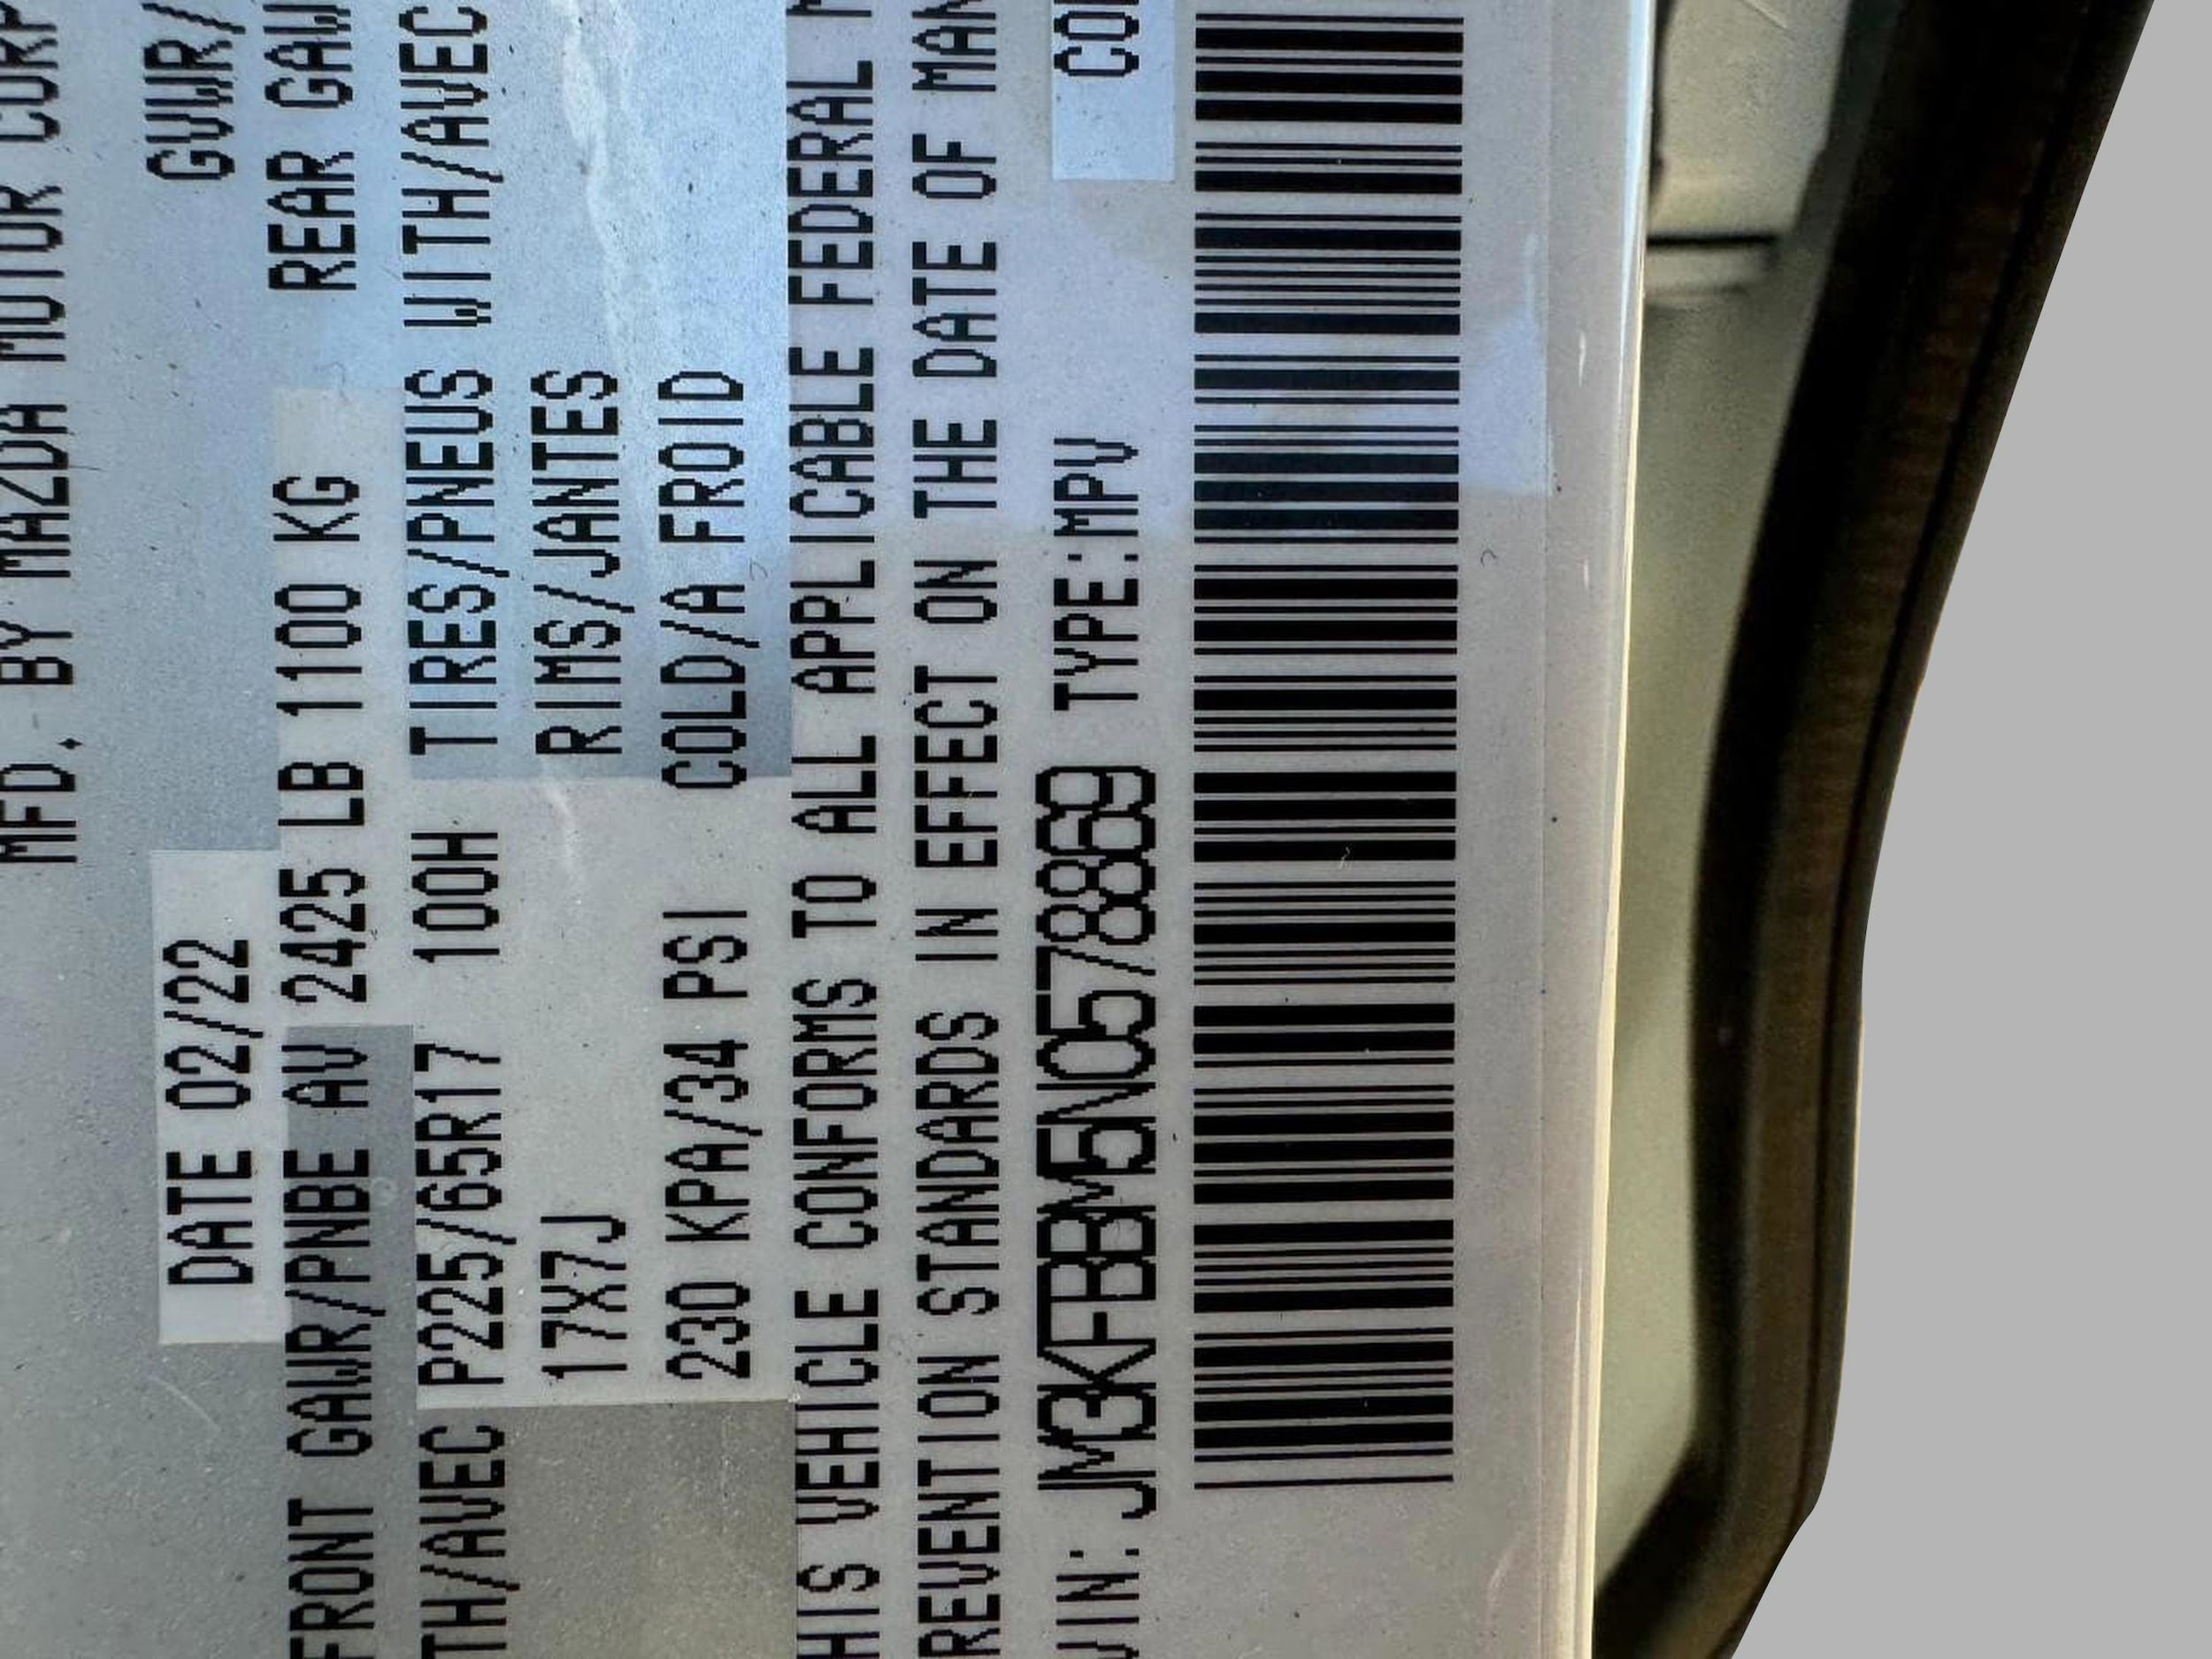 MFD. BY MAZDA MOTOR CORP
DATE 02/22 GVWR/
FRONT GAWR/PNBE AV 2425 LB 1100 KG REAR GAW
TH/AVEC P225/65R17 100H TIRES/PNEUS WITH/AVEC
17X7J RIMS/JANTES
230 KPA/34 PSI COLD/A FROID
HIS VEHICLE CONFORMS TO ALL APPLICABLE FEDERAL
REVENTION STANDARDS IN EFFECT ON THE DATE OF MAN
VIN: JM3KFBBM5N0578869 TYPE:MPV COL